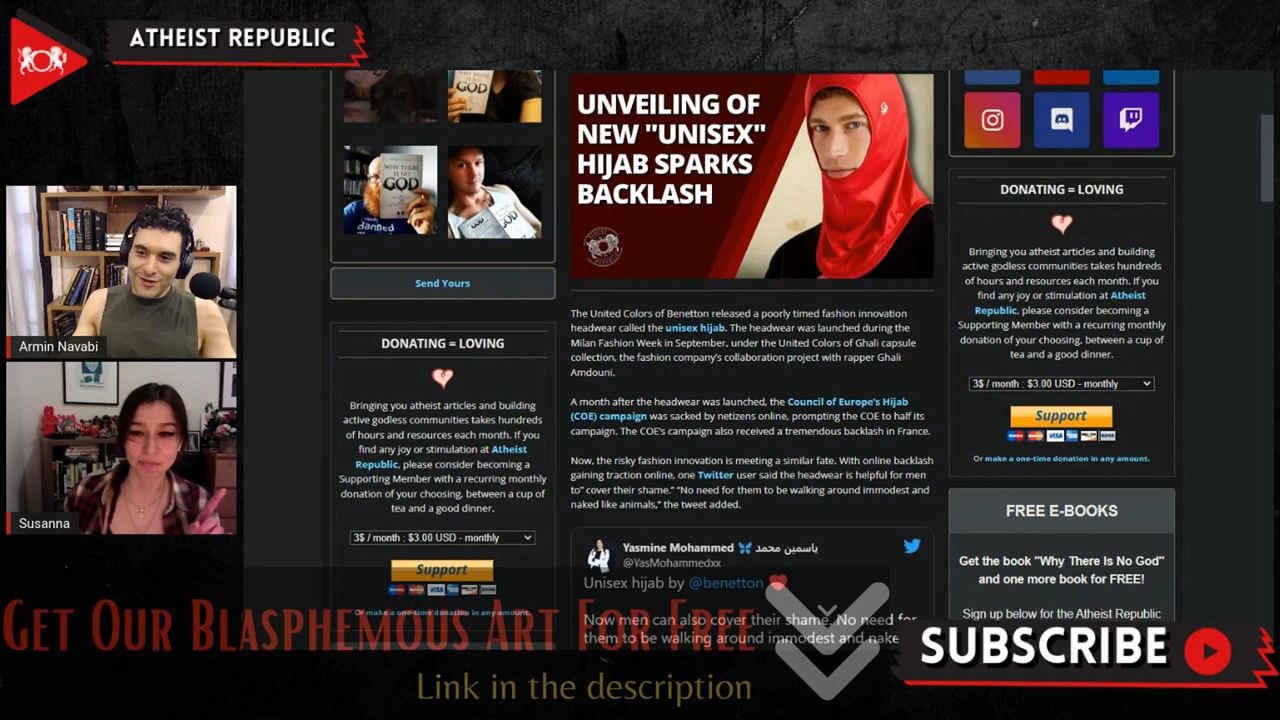 ATHEIST REPUBLIC
WHY THERE IS NO
GOD
Banned
GOD
Send Yours
DONATING = LOVING
Bringing you atheist articles and building
active godless communities takes hundreds
of hours and resources each month. If you
find any joy or stimulation at Atheist
Republic, please consider becoming a
Supporting Member with a recurring monthly
donation of your choosing, between a cup of
tea and a good dinner.
3$ / month : $3.00 USD - monthly
Support
Or make a one-time donation in any amount.
UNVEILING OF
NEW "UNISEX"
HIJAB SPARKS
BACKLASH
The United Colors of Benetton released a poorly timed fashion innovation
headwear called the unisex hijab. The headwear was launched during the
Milan Fashion Week in September, under the United Colors of Ghali capsule
collection, the fashion company's collaboration project with rapper Ghali
Amdouni.
A month after the headwear was launched, the Council of Europe's Hijab
(COE) campaign was sacked by netizens online, prompting the COE to half its
campaign. The COE's campaign also received a tremendous backlash in France.
Now, the risky fashion innovation is meeting a similar fate. With online backlash
gaining traction online, one Twitter user said the headwear is helpful for men
to" cover their shame." "No need for them to be walking around immodest and
naked like animals," the tweet added.
Yasmine Mohammed ياسمين محمد
@YasMohammedxx
Unisex hijab by @benetton
Now men can also cover their shame. No need for
them to be walking around immodest and nake
DONATING = LOVING
Bringing you atheist articles and building
active godless communities takes hundreds
of hours and resources each month. If you
find any joy or stimulation at Atheist
Republic, please consider becoming a
Supporting Member with a recurring monthly
donation of your choosing, between a cup of
tea and a good dinner.
3$ / month : $3.00 USD - monthly
Support
VISA
Or make a one-time donation in any amount.
FREE E-BOOKS
Get the book "Why There Is No God"
and one more book for FREE!
Sign up below for the Atheist Republic
Armin Navabi
Susanna
GET OUR BLASPHEMOUS ART FOR FREE
Link in the description
SUBSCRIBE